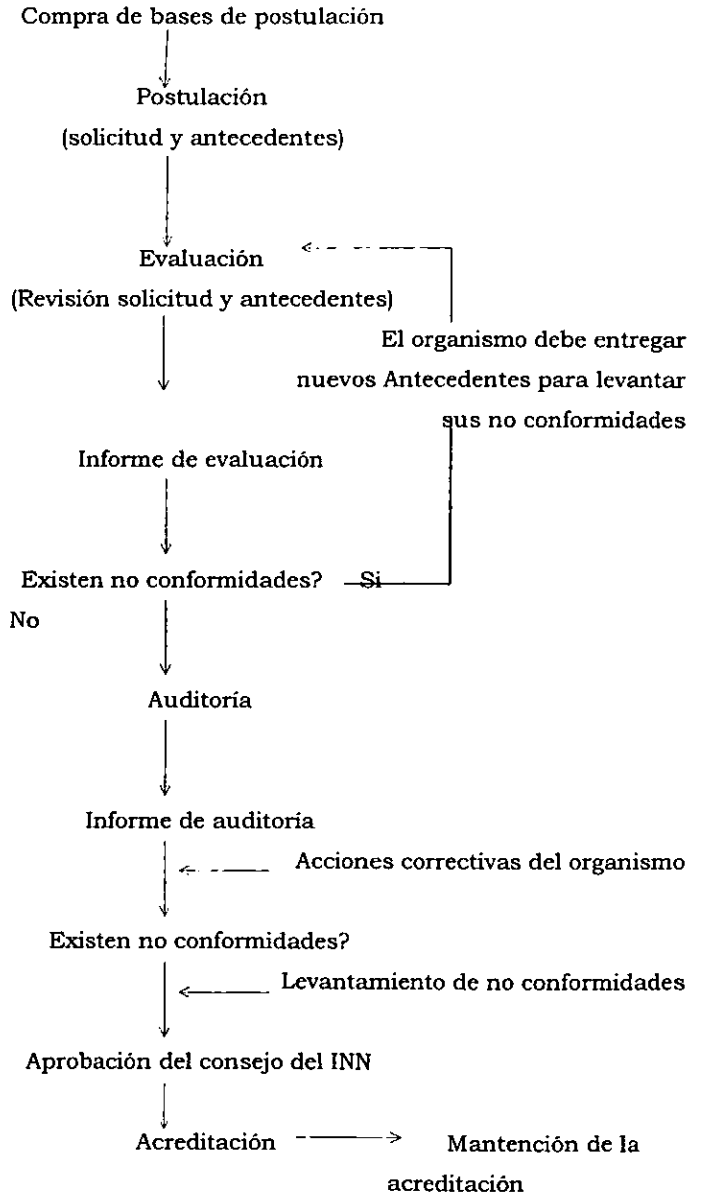 Compra de bases de postulación
Postulación
(solicitud y antecedentes)
Evaluación
(Revisión solicitud y antecedentes)
El organismo debe entregar
nuevos Antecedentes para levantar
sus no conformidades
Informe de evaluación
Existen no conformidades? Si
No
Auditoría
Informe de auditoría
Acciones correctivas del organismo
Existen no conformidades?
Levantamiento de no conformidades
Aprobación del consejo del INN
Acreditación
Mantención de la
acreditación